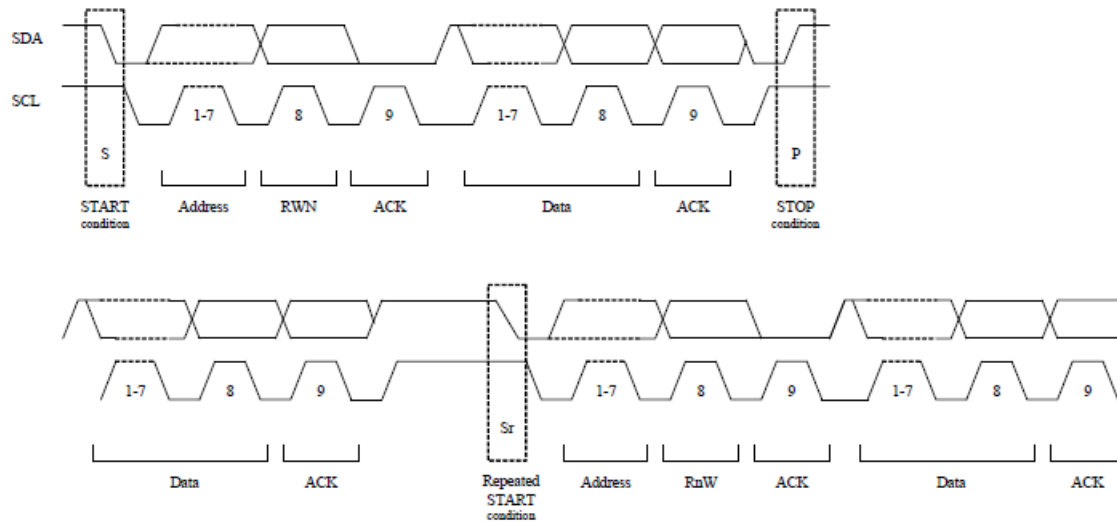 SDA
SCL
1-7 8 9 1-7 8 9
S P
START condition Address RWN ACK Data ACK STOP condition
1-7 8 9 1-7 8 9 1-7 8 9
Sr
Data ACK Repeated START condition Address RnW ACK Data ACK